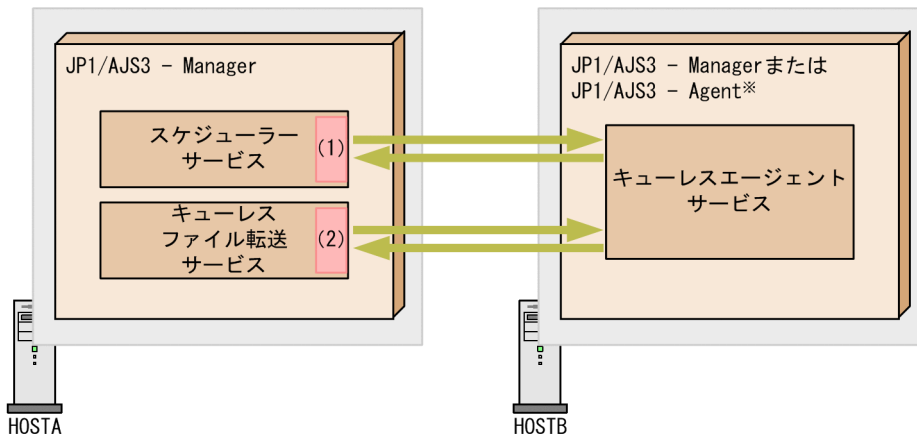 JP1/AJS3 - Manager
スケジューラー
サービス
(1)
キューレス
ファイル転送
サービス
(2)
HOSTA
JP1/AJS3 - Managerまたは
JP1/AJS3 - Agent※
キューレスエージェント
サービス
HOSTB